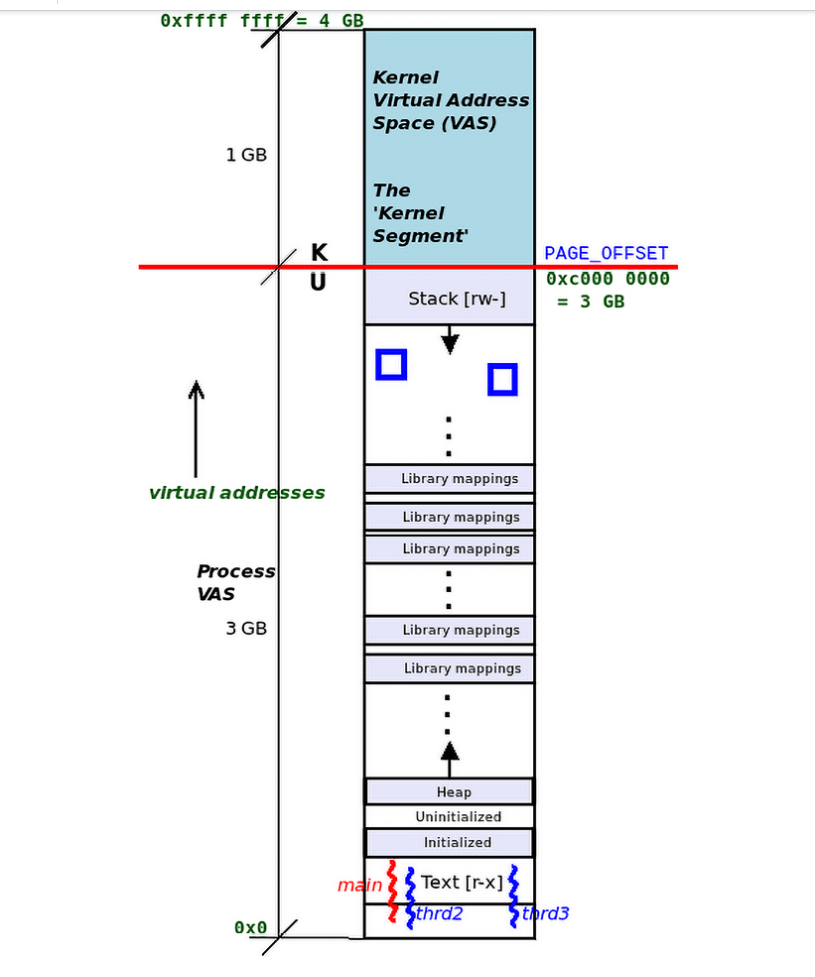 0xffff ffff = 4 GB
Kernel
Virtual Address
Space (VAS)
1 GB
The
'Kernel
Segment'
K
PAGE_OFFSET
U
0xc000 0000
= 3 GB
Stack [rw-]
Library mappings
virtual addresses
Library mappings
Library mappings
Process
VAS
3 GB
Library mappings
Library mappings
Heap
Uninitialized
Initialized
main
Text [r-x]
thrd2
thrd3
0x0